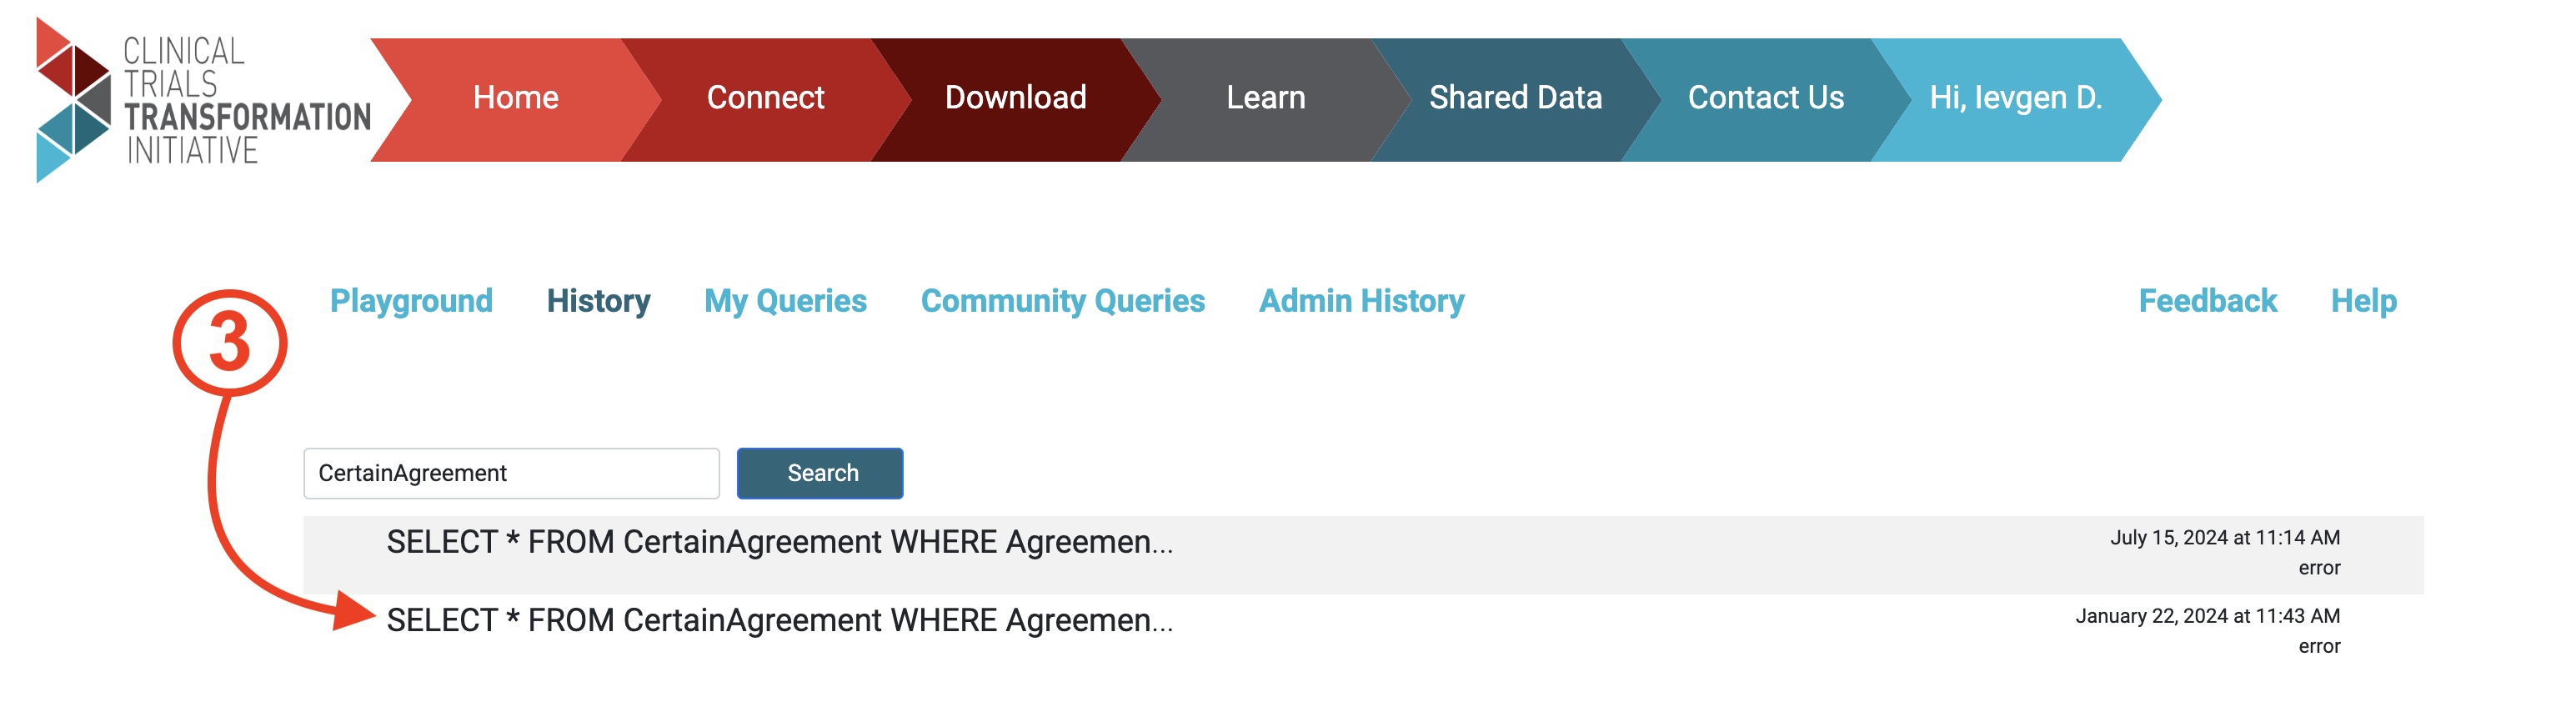 CLINICAL
TRIALS
TRANSFORMATION
INITIATIVE
Home Connect Download Learn Shared Data Contact Us Hi, Ievgen D.
Playground History My Queries Community Queries Admin History Feedback Help
3
CertainAgreement Search
SELECT * FROM CertainAgreement WHERE Agreemen... July 15, 2024 at 11:14 AM
error
SELECT * FROM CertainAgreement WHERE Agreemen... January 22, 2024 at 11:43 AM
error